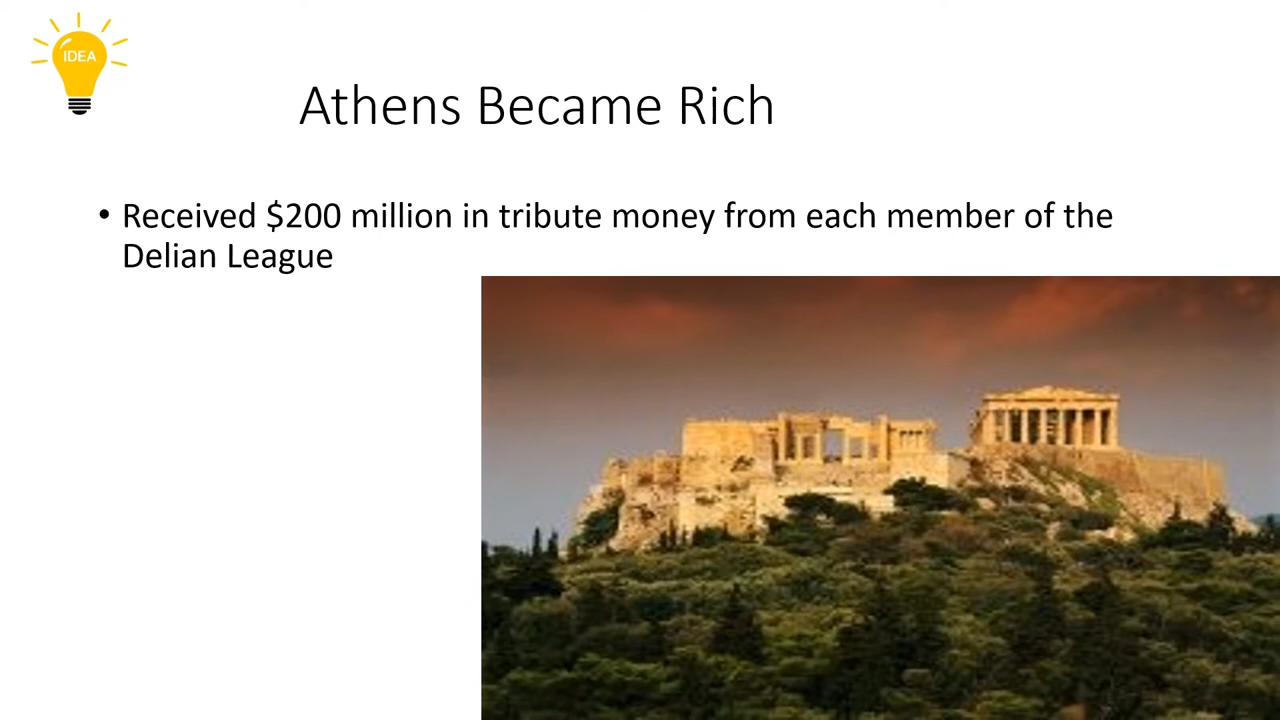 IDEA
Athens Became Rich
• Received $200 million in tribute money from each member of the
Delian League